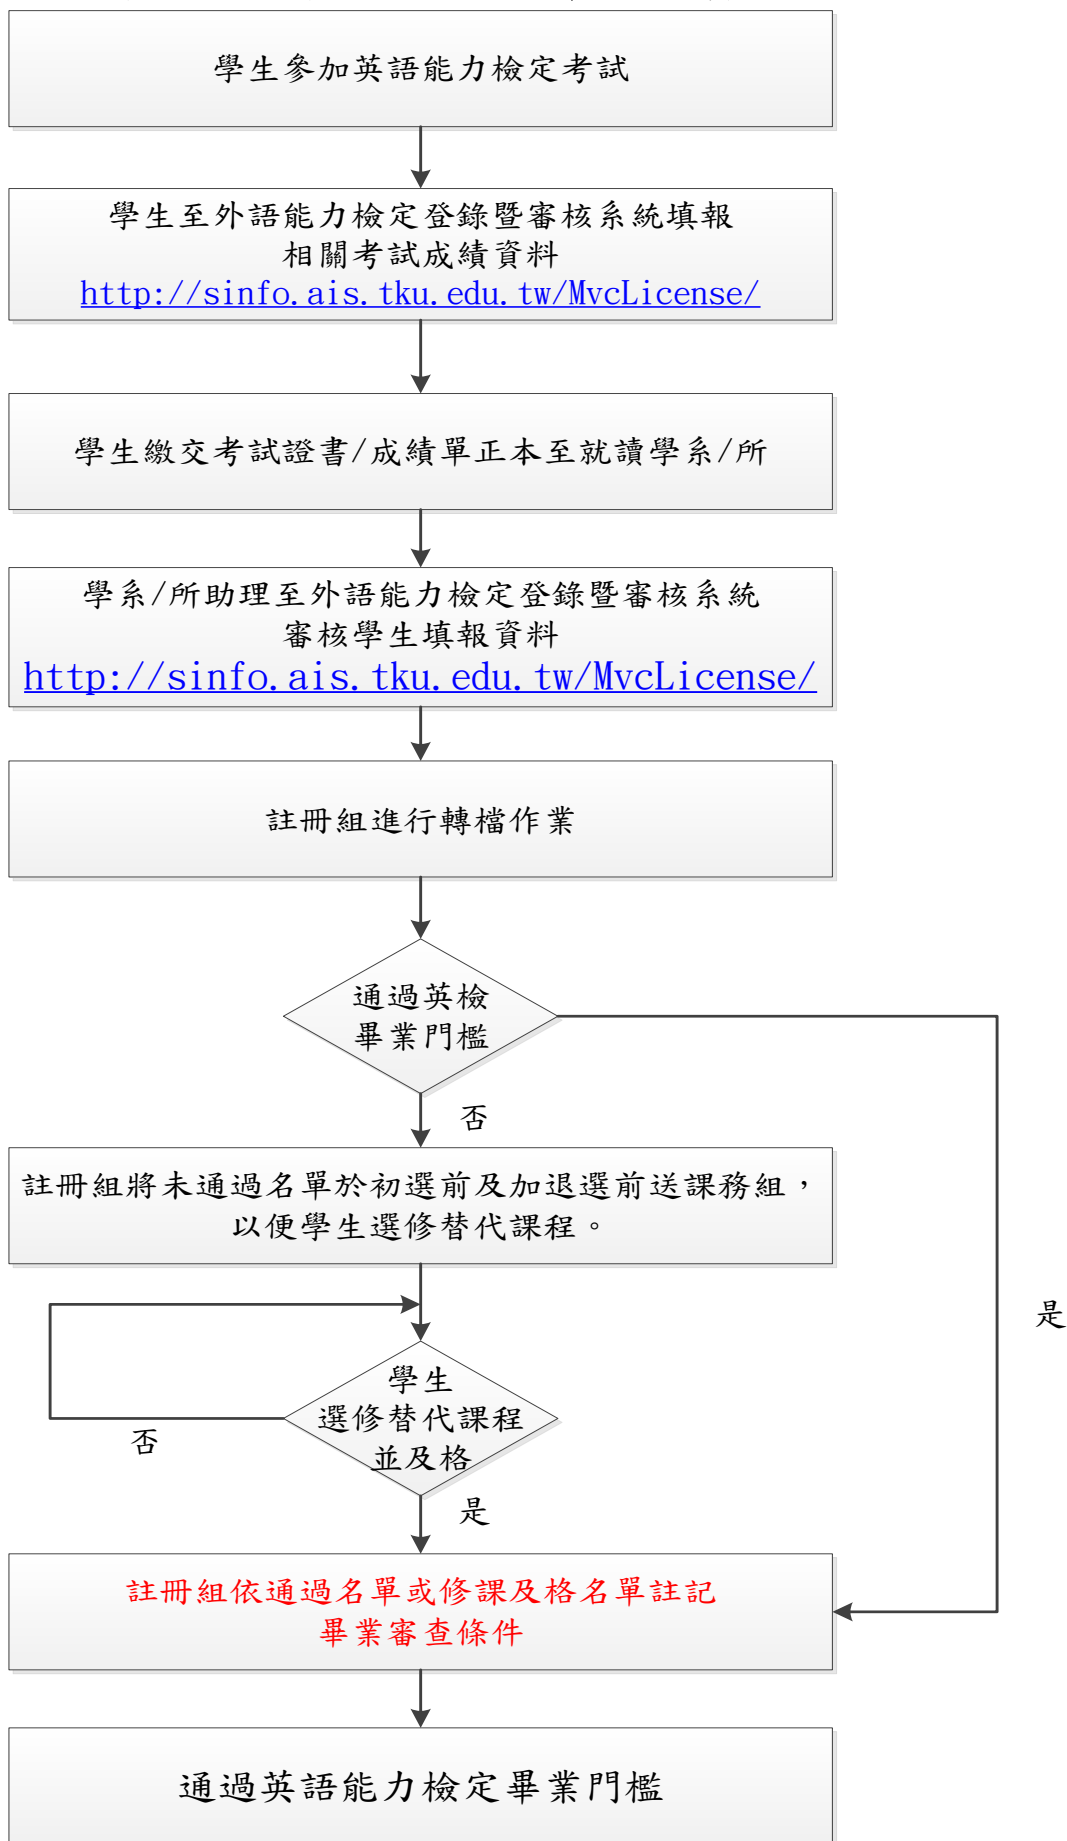 學生參加英語能力檢定考試
學生至外語能力檢定登錄暨審核系統填報
相關考試成績資料
http://sinfo.ais.tku.edu.tw/MvcLicense/
學生繳交考試證書/成績單正本至就讀學系/所
學系/所助理至外語能力檢定登錄暨審核系統
審核學生填報資料
http://sinfo.ais.tku.edu.tw/MvcLicense/
註冊組進行轉檔作業
通過英檢
畢業門檻
否
註冊組將未通過名單於初選前及加退選前送課務組，
以便學生選修替代課程。
是
學生
選修替代課程
並及格
否
是
註冊組依通過名單或修課及格名單註記
畢業審查條件
通過英語能力檢定畢業門檻